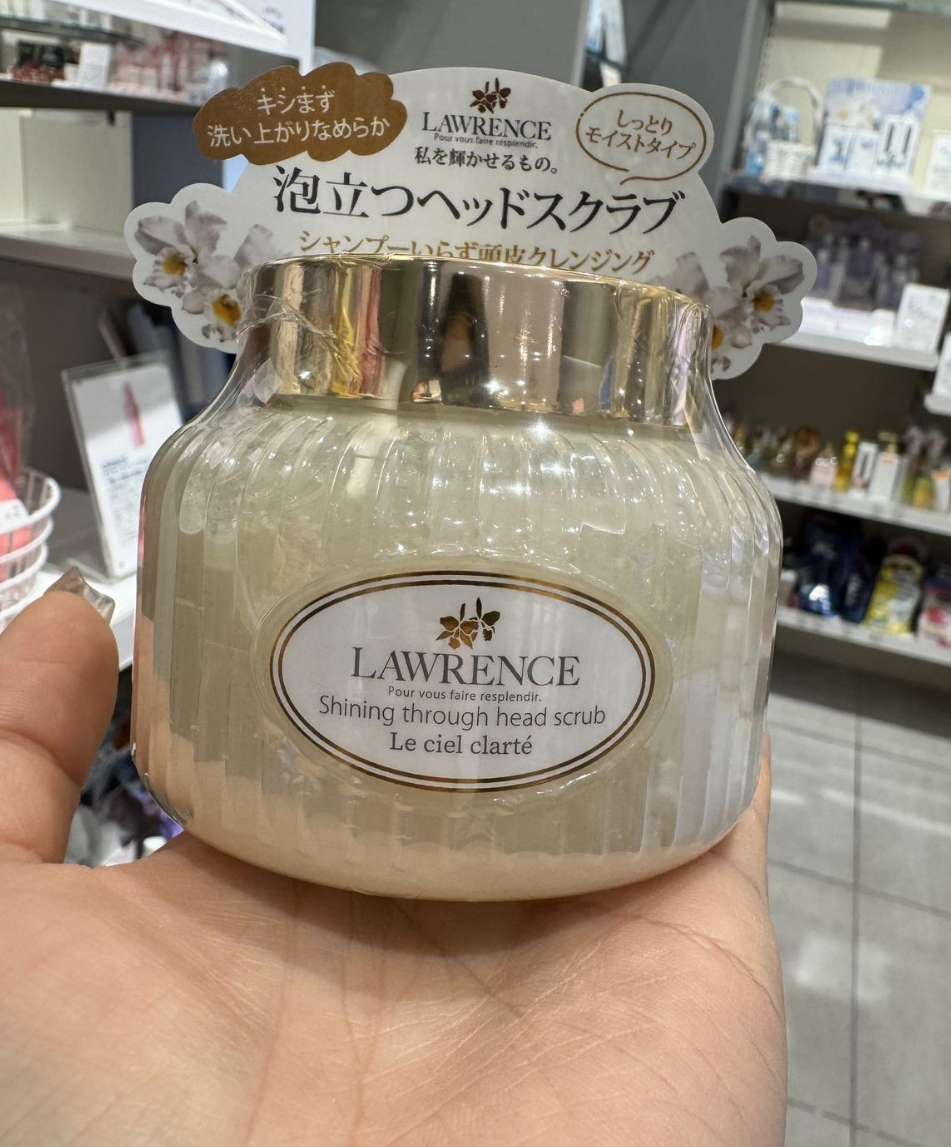 キシまず
洗い上がりなめらか
LAWRENCE
Pour vous faire resplendir.
私を輝かせるもの。
しっとり
モイストタイプ
泡立つヘッドスクラブ
シャンプーいらず頭皮クレンジング
LAWRENCE
Pour vous faire resplendir.
Shining through head scrub
Le ciel clarté